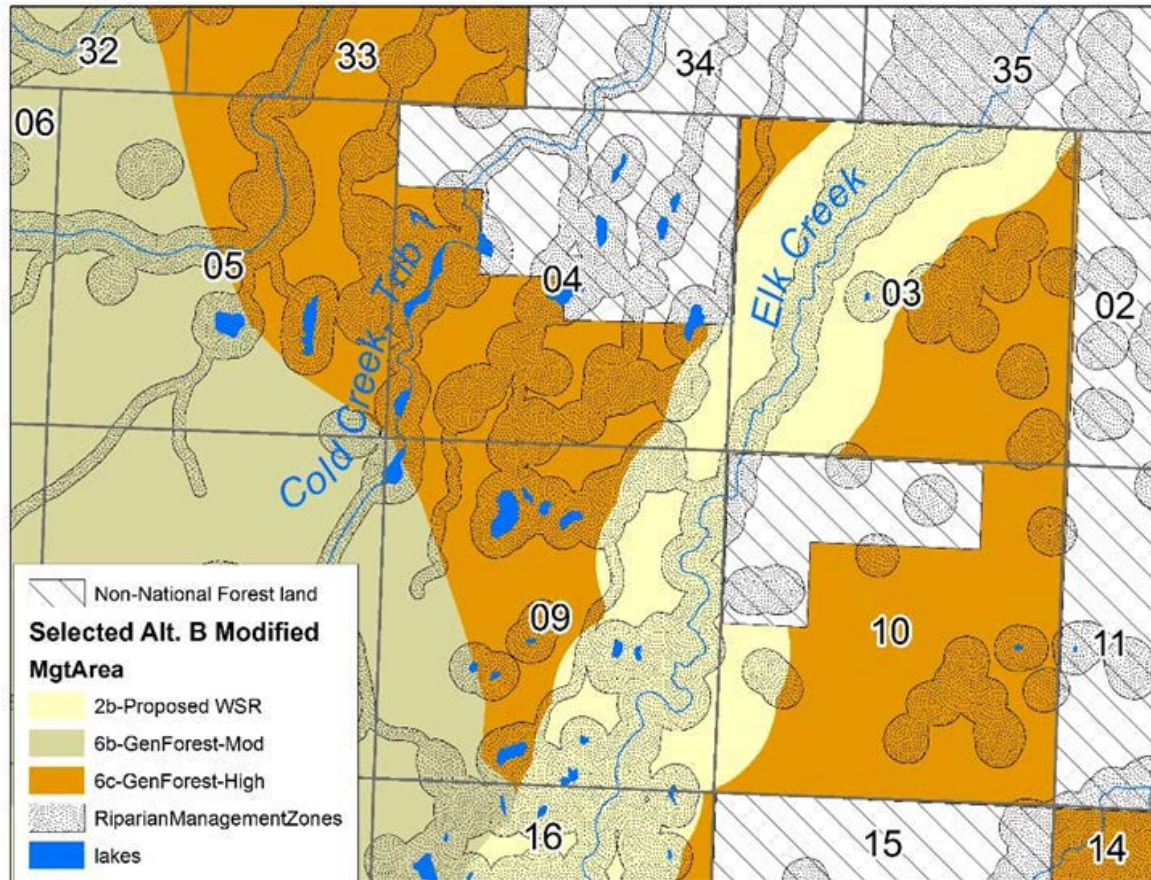 32
33
34
35
06
05
04
03
02
Cold Creek, Trib 1
Elk Creek
09
10
11
16
15
14
Non-National Forest land
Selected Alt. B Modified
MgtArea
2b-Proposed WSR
6b-GenForest-Mod
6c-GenForest-High
RiparianManagementZones
lakes